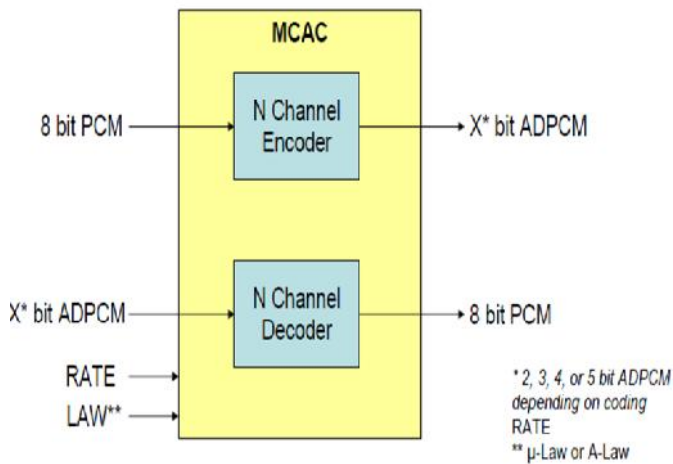 MCAC
8 bit PCM
N Channel
Encoder
X* bit ADPCM
X* bit ADPCM
N Channel
Decoder
8 bit PCM
RATE
LAW**
* 2, 3, 4, or 5 bit ADPCM
depending on coding
RATE
** μ-Law or A-Law